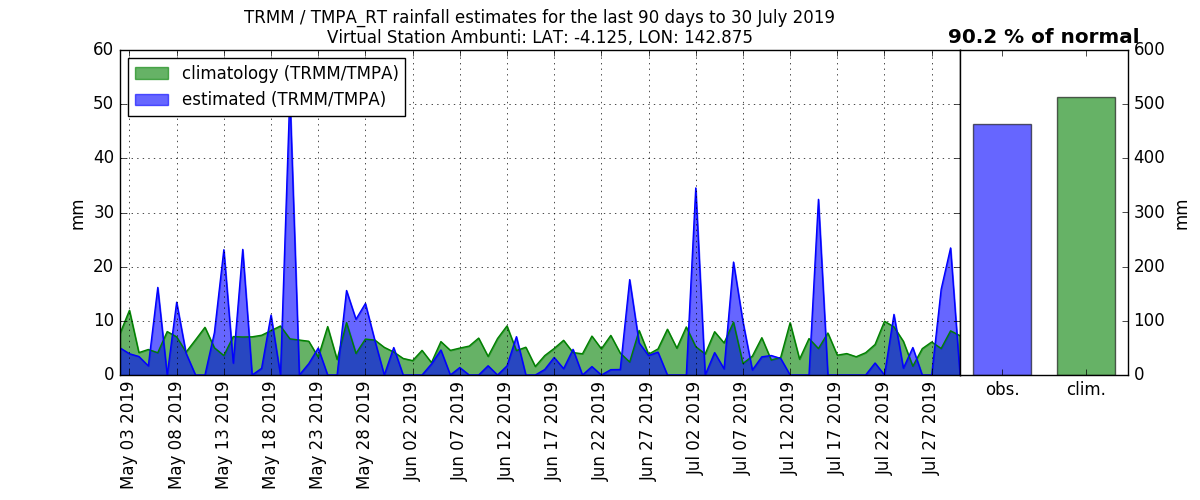 TRMM / TMPA_RT rainfall estimates for the last 90 days to 30 July 2019
Virtual Station Ambunti: LAT: -4.125, LON: 142.875
90.2 % of normal
climatology (TRMM/TMPA)
estimated (TRMM/TMPA)
60
50
40
30
20
10
0
mm
600
500
400
300
200
100
0
mm
obs.
clim.
May 03 2019
May 08 2019
May 13 2019
May 18 2019
May 23 2019
May 28 2019
Jun 02 2019
Jun 07 2019
Jun 12 2019
Jun 17 2019
Jun 22 2019
Jun 27 2019
Jul 02 2019
Jul 07 2019
Jul 12 2019
Jul 17 2019
Jul 22 2019
Jul 27 2019